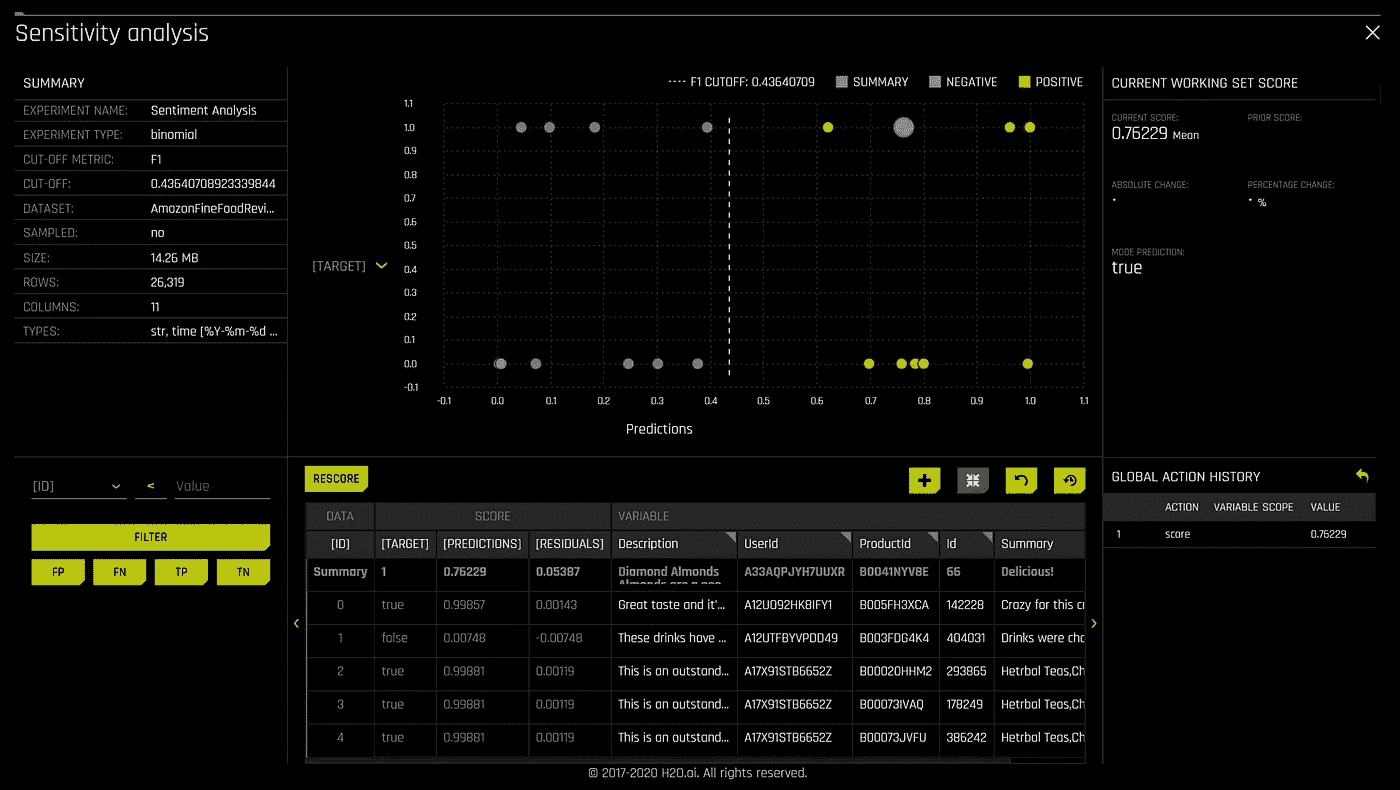 Sensitivity analysis
SUMMARY
EXPERIMENT NAME: Sentiment Analysis
EXPERIMENT TYPE: binomial
CUT-OFF METRIC: F1
CUT-OFF: 0.43640708923339844
DATASET: AmazonFineFoodRevi...
SAMPLED: no
SIZE: 14.26 MB
ROWS: 26,319
COLUMNS: 11
TYPES: str, time [%Y-%m-%d ...
---- F1 CUTOFF: 0.43640709 SUMMARY NEGATIVE POSITIVE
1.1
1.0
0.9
0.8
0.7
0.6
0.5
[TARGET]
0.4
0.3
0.2
0.1
0.0
-0.1
-0.1 0.0 0.1 0.2 0.3 0.4 0.5 0.6 0.7 0.8 0.9 1.0 1.1
Predictions
CURRENT WORKING SET SCORE
CURRENT SCORE: PRIOR SCORE:
0.76229 Mean
ABSOLUTE CHANGE: PERCENTAGE CHANGE:
- - %
MODE PREDICTION:
true
[ID] < Value
FILTER
FP FN TP TN
RESCORE
DATA SCORE VARIABLE
[ID] [TARGET] [PREDICTIONS] [RESIDUALS] Description UserId ProductId Id Summary
Summary 1 0.76229 0.05387 Diamond Almonds A33AQPJYH7UUXR B0041NYV8E 66 Delicious!
0 true 0.99857 0.00143 Great taste and it'... A12U092HK8IFY1 B005FH3XCA 142228 Crazy for this cr
1 false 0.00748 -0.00748 These drinks have ... A12UTFBYVPDD49 B003FDG4K4 404031 Drinks were cho
2 true 0.99881 0.00119 This is an outstand... A17X91STB6652Z B00020HHM2 293865 Hetrbal Teas,Ch
3 true 0.99881 0.00119 This is an outstand... A17X91STB6652Z B00073IVAQ 178249 Hetrbal Teas,Ch
4 true 0.99881 0.00119 This is an outstand... A17X91STB6652Z B00073JVFU 386242 Hetrbal Teas,Ch
GLOBAL ACTION HISTORY
ACTION VARIABLE SCOPE VALUE
1 score 0.76229
© 2017-2020 H2O.ai. All rights reserved.